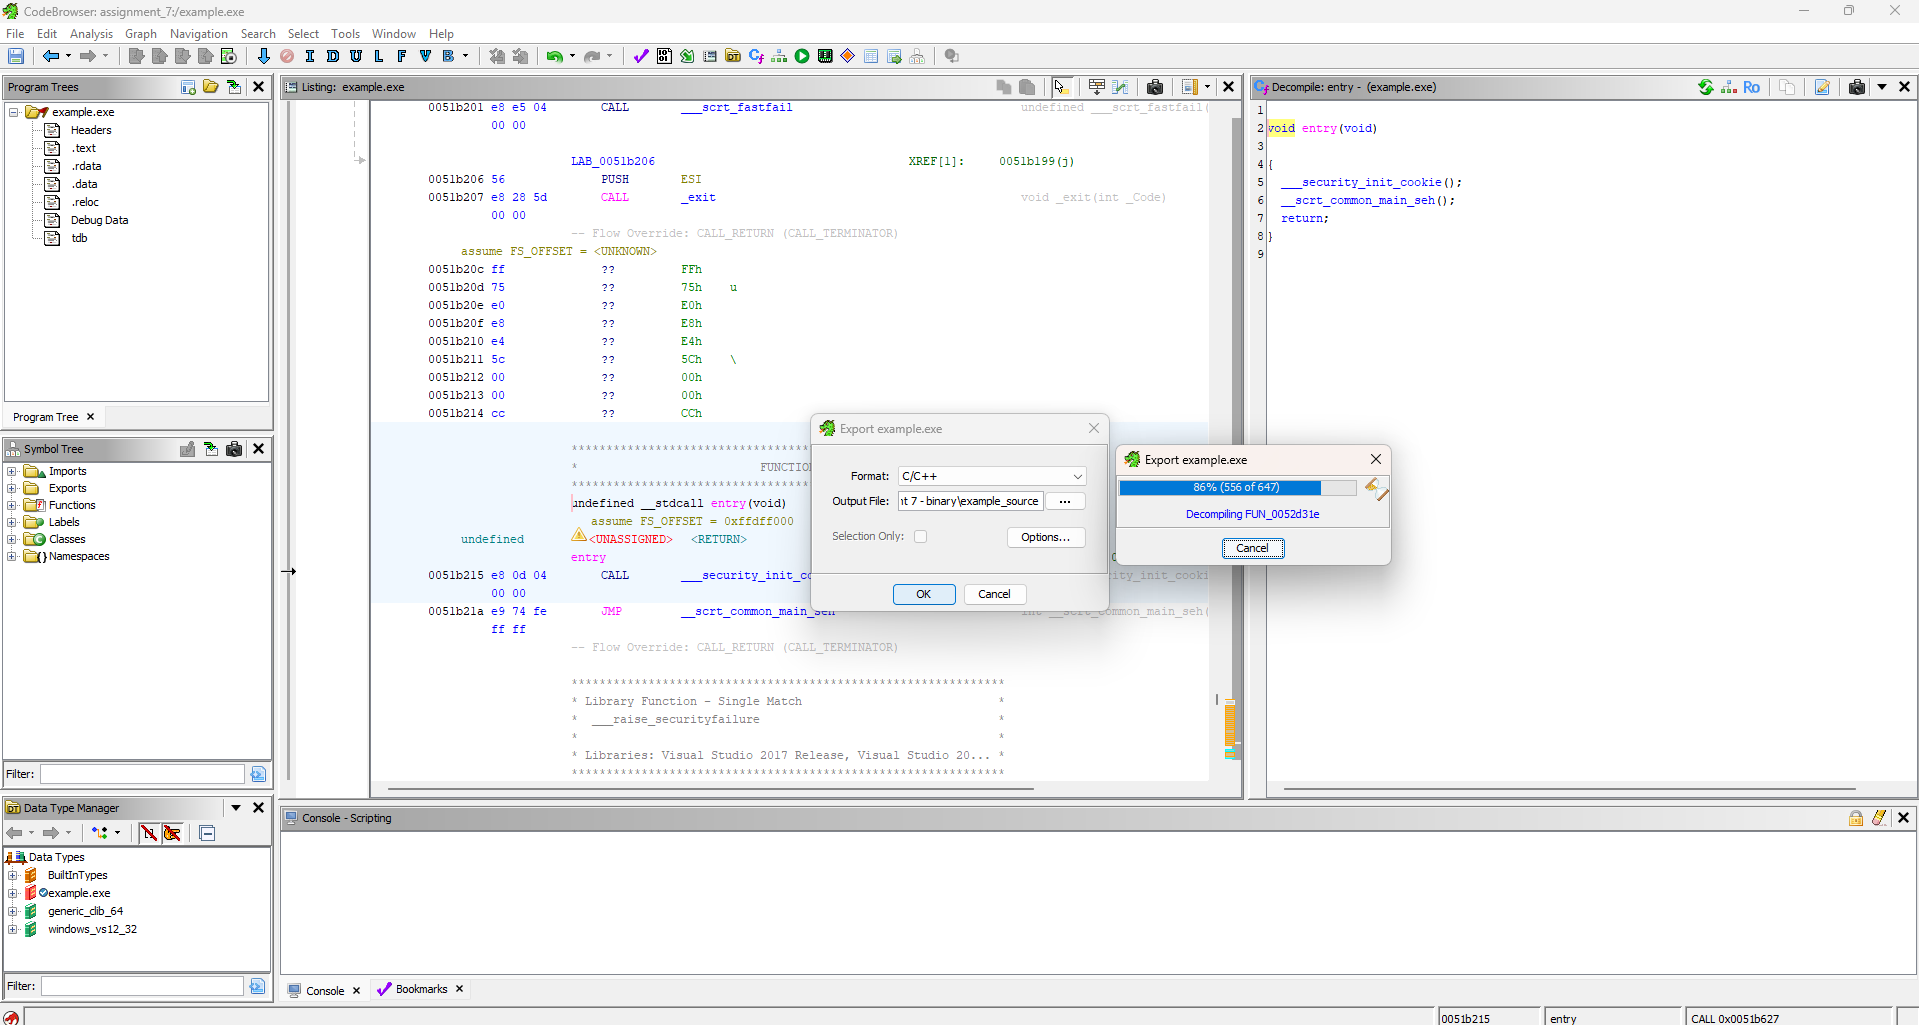 CodeBrowser: assignment_7:/example.exe
File Edit Analysis Graph Navigation Search Select Tools Window Help
I D U L F V B
Program Trees
example.exe
Headers
.text
.rdata
.data
.reloc
Debug Data
tdb
Program Tree
Symbol Tree
Imports
Exports
Functions
Labels
Classes
Namespaces
Filter:
Data Type Manager
Data Types
BuiltInTypes
example.exe
generic_clib_64
windows_vs12_32
Filter:
Listing: example.exe
0051b201 e8 e5 04 CALL ___scrt_fastfail undefined ___scrt_fastfail(
00 00
LAB_0051b206 XREF[1]: 0051b199(j)
0051b206 56 PUSH ESI
0051b207 e8 28 5d CALL _exit void _exit(int _Code)
00 00
-- Flow Override: CALL_RETURN (CALL_TERMINATOR)
assume FS_OFFSET = <UNKNOWN>
0051b20c ff ?? FFh
0051b20d 75 ?? 75h u
0051b20e e0 ?? E0h
0051b20f e8 ?? E8h
0051b210 e4 ?? E4h
0051b211 5c ?? 5Ch \
0051b212 00 ?? 00h
0051b213 00 ?? 00h
0051b214 cc ?? CCh
* FUNCTIO
undefined __stdcall entry(void)
assume FS_OFFSET = 0xffdff000
undefined <UNASSIGNED> <RETURN>
entry
0051b215 e8 0d 04 CALL ___security_init_co
00 00
0051b21a e9 74 fe JMP __scrt_common_main_seh int __scrt_common_main_seh(
ff ff
-- Flow Override: CALL_RETURN (CALL_TERMINATOR)
****************************************************************
* Library Function - Single Match *
* ___raise_securityfailure *
* *
* Libraries: Visual Studio 2017 Release, Visual Studio 20... *
****************************************************************
Export example.exe
Format: C/C++
Output File: nt 7 - binary\example_source ...
Selection Only: Options...
OK Cancel
Export example.exe
86% (556 of 647)
Decompiling FUN_0052d31e
Cancel
Decompile: entry - (example.exe)
Ro
1
2 void entry(void)
3
4 {
5 ___security_init_cookie();
6 __scrt_common_main_seh();
7 return;
8 }
9
Console - Scripting
Console Bookmarks
0051b215 entry CALL 0x0051b627